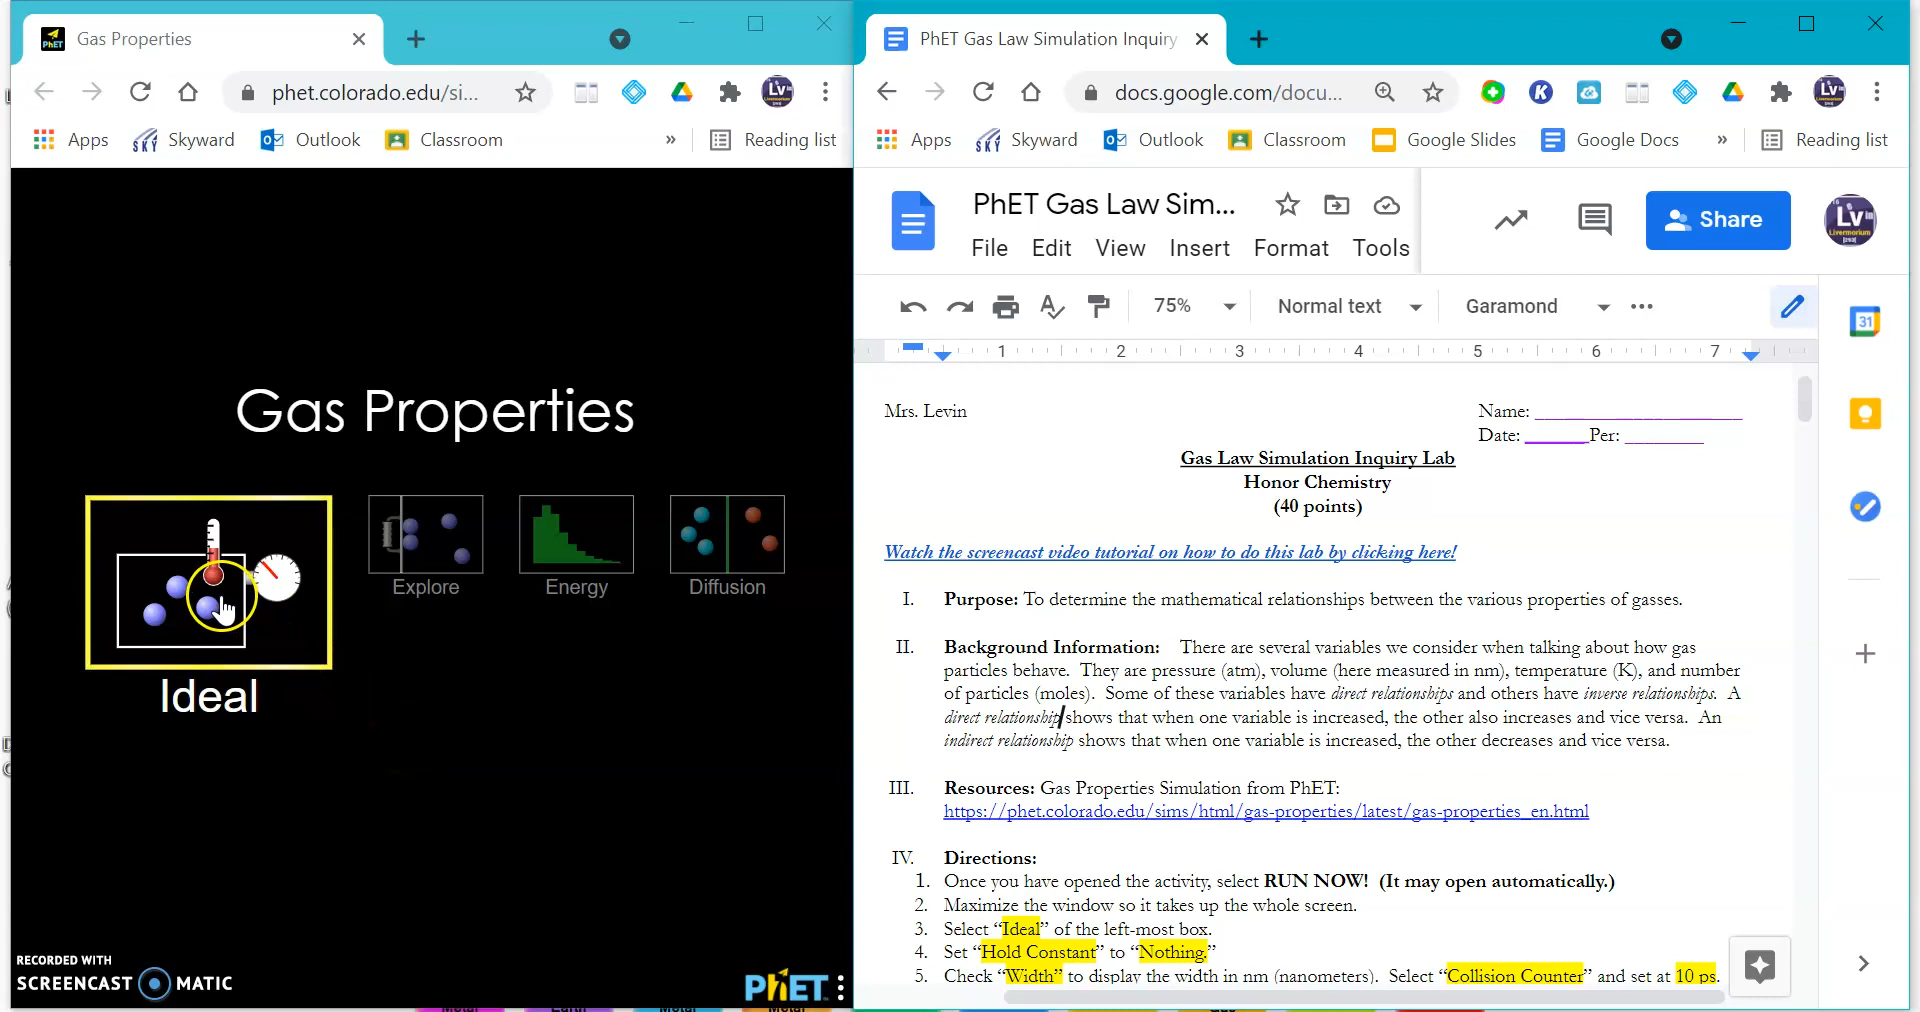 Gas Properties
phet.colorado.edu/si...
Apps Skyward Outlook Classroom » Reading list
Gas Properties
Ideal
Explore
Energy
Diffusion
RECORDED WITH
SCREENCAST MATIC
PhET
PhET Gas Law Simulation Inquiry
docs.google.com/docu...
Apps Skyward Outlook Classroom Google Slides Google Docs » Reading list
PhET Gas Law Sim...
File Edit View Insert Format Tools
Share
75% Normal text Garamond
1 2 3 4 5 6 7
31
Mrs. Levin
Name: ____________________
Date: ______ Per: ________
Gas Law Simulation Inquiry Lab
Honor Chemistry
(40 points)
Watch the screencast video tutorial on how to do this lab by clicking here!
I. Purpose: To determine the mathematical relationships between the various properties of gasses.
II. Background Information: There are several variables we consider when talking about how gas
particles behave. They are pressure (atm), volume (here measured in nm), temperature (K), and number
of particles (moles). Some of these variables have direct relationships and others have inverse relationships. A
direct relationship shows that when one variable is increased, the other also increases and vice versa. An
indirect relationship shows that when one variable is increased, the other decreases and vice versa.
III. Resources: Gas Properties Simulation from PhET:
https://phet.colorado.edu/sims/html/gas-properties/latest/gas-properties_en.html
IV. Directions:
1. Once you have opened the activity, select RUN NOW! (It may open automatically.)
2. Maximize the window so it takes up the whole screen.
3. Select “Ideal” of the left-most box.
4. Set “Hold Constant” to “Nothing.”
5. Check “Width” to display the width in nm (nanometers). Select “Collision Counter” and set at 10 ps.